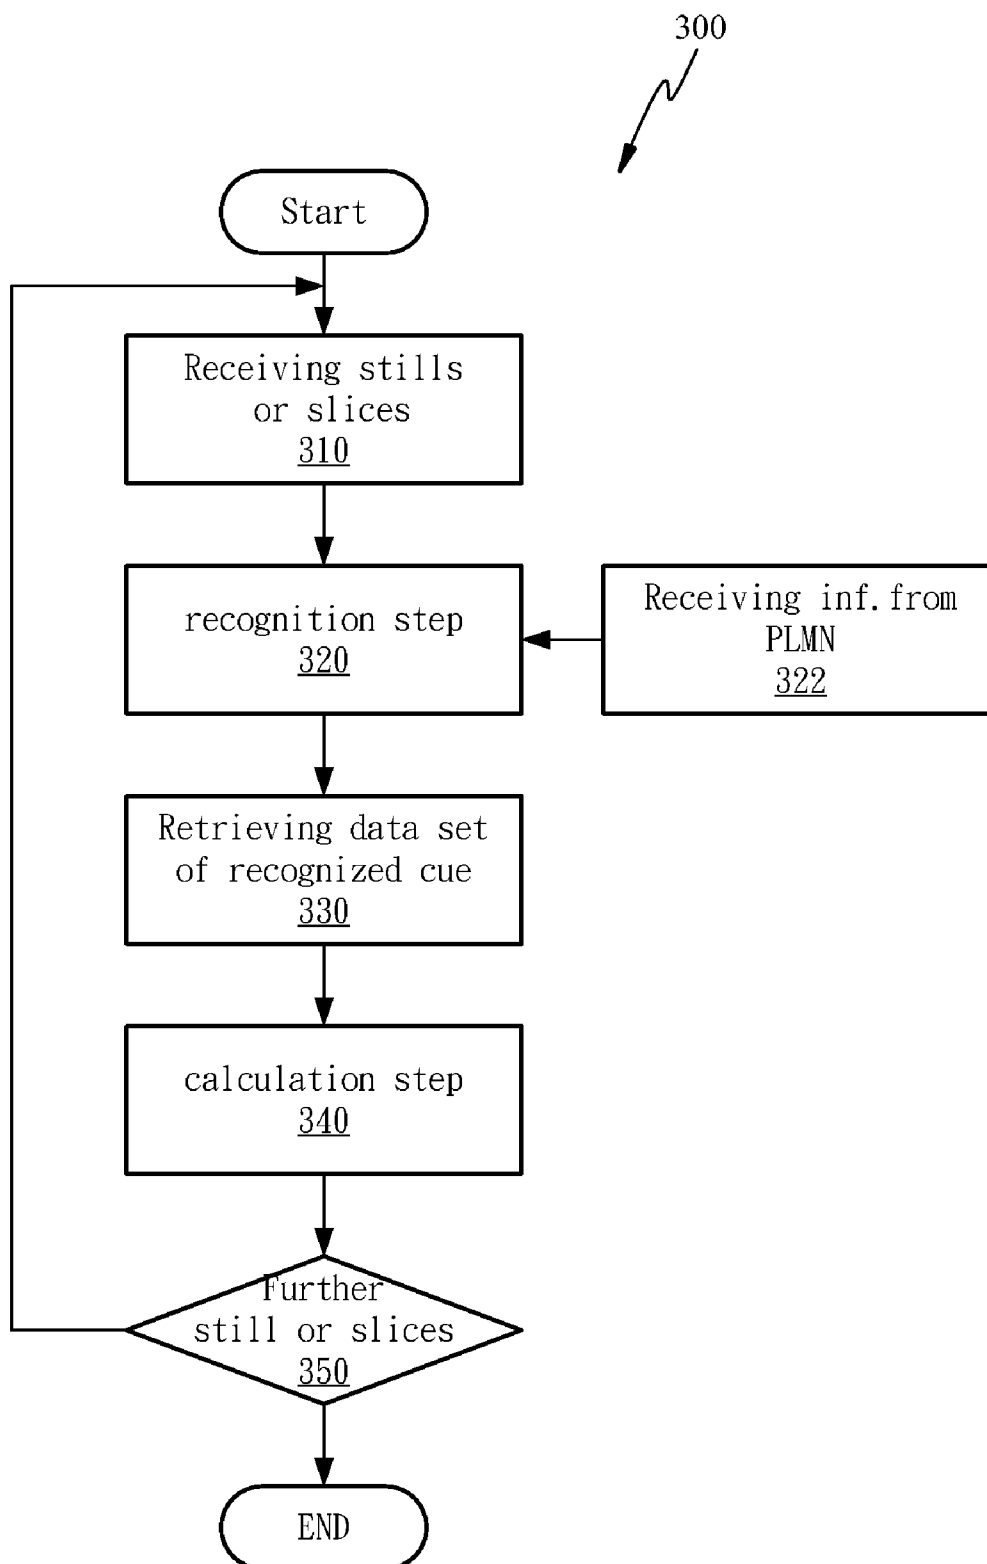 300
Start
Receiving stills
or slices
310
recognition step
320
Receiving inf.from
PLMN
322
Retrieving data set
of recognized cue
330
calculation step
340
Further
still or slices
350
END